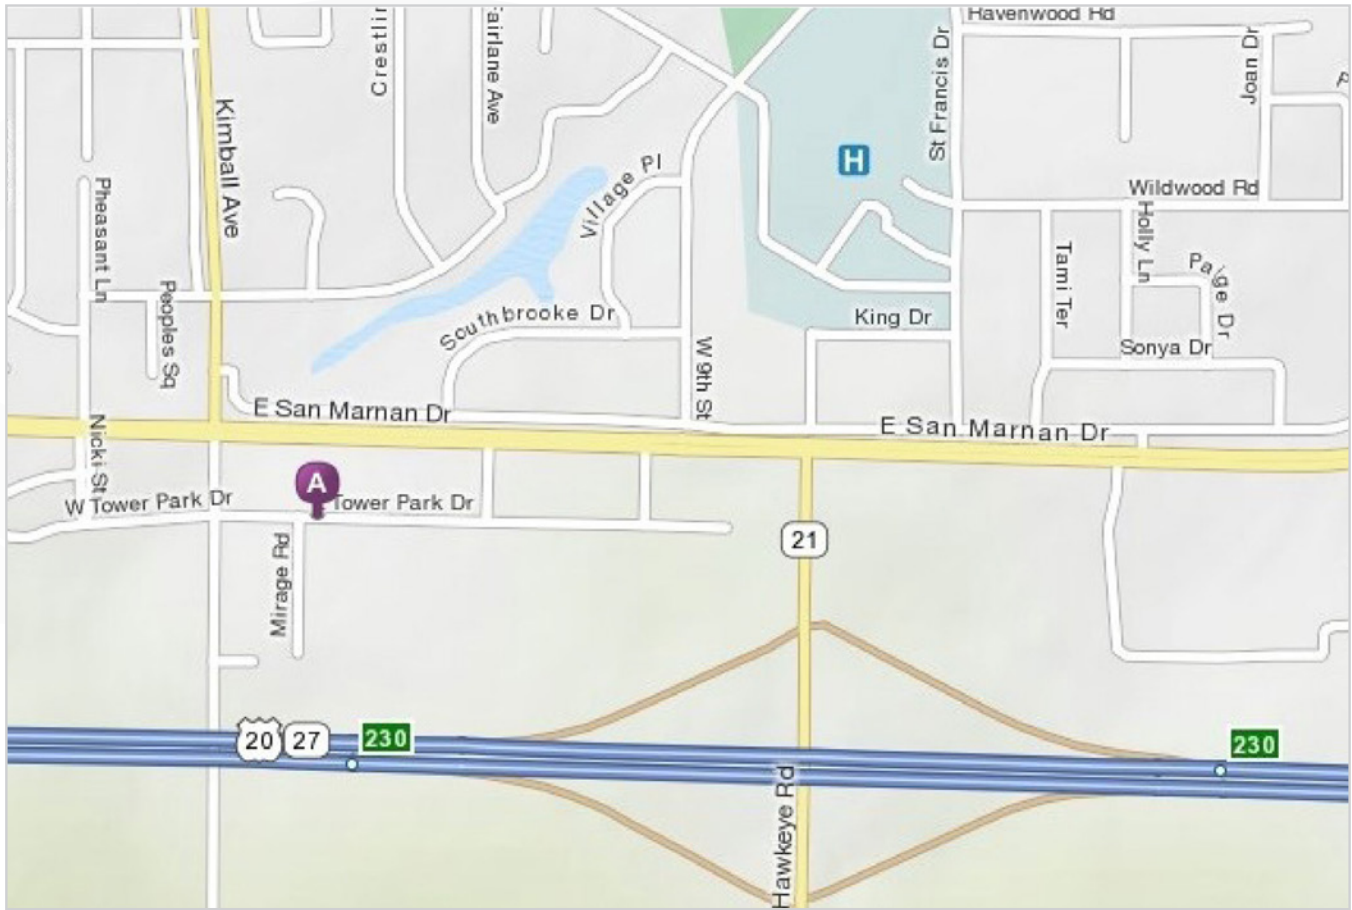 Ravenwood Rd
Fairlane Ave
St Francis Dr
Joan Dr
Kimball Ave
H
Village Pl
Wildwood Rd
Pheasant Ln
Holly Ln
Tami Ter
Paige Dr
Peoples Sq
Southbrooke Dr
King Dr
W 9th St
Sonya Dr
E San Marnan Dr
E San Marnan Dr
Nicki St
A
W Tower Park Dr
Tower Park Dr
21
Mirage Rd
20
27
230
230
Hawkeye Rd